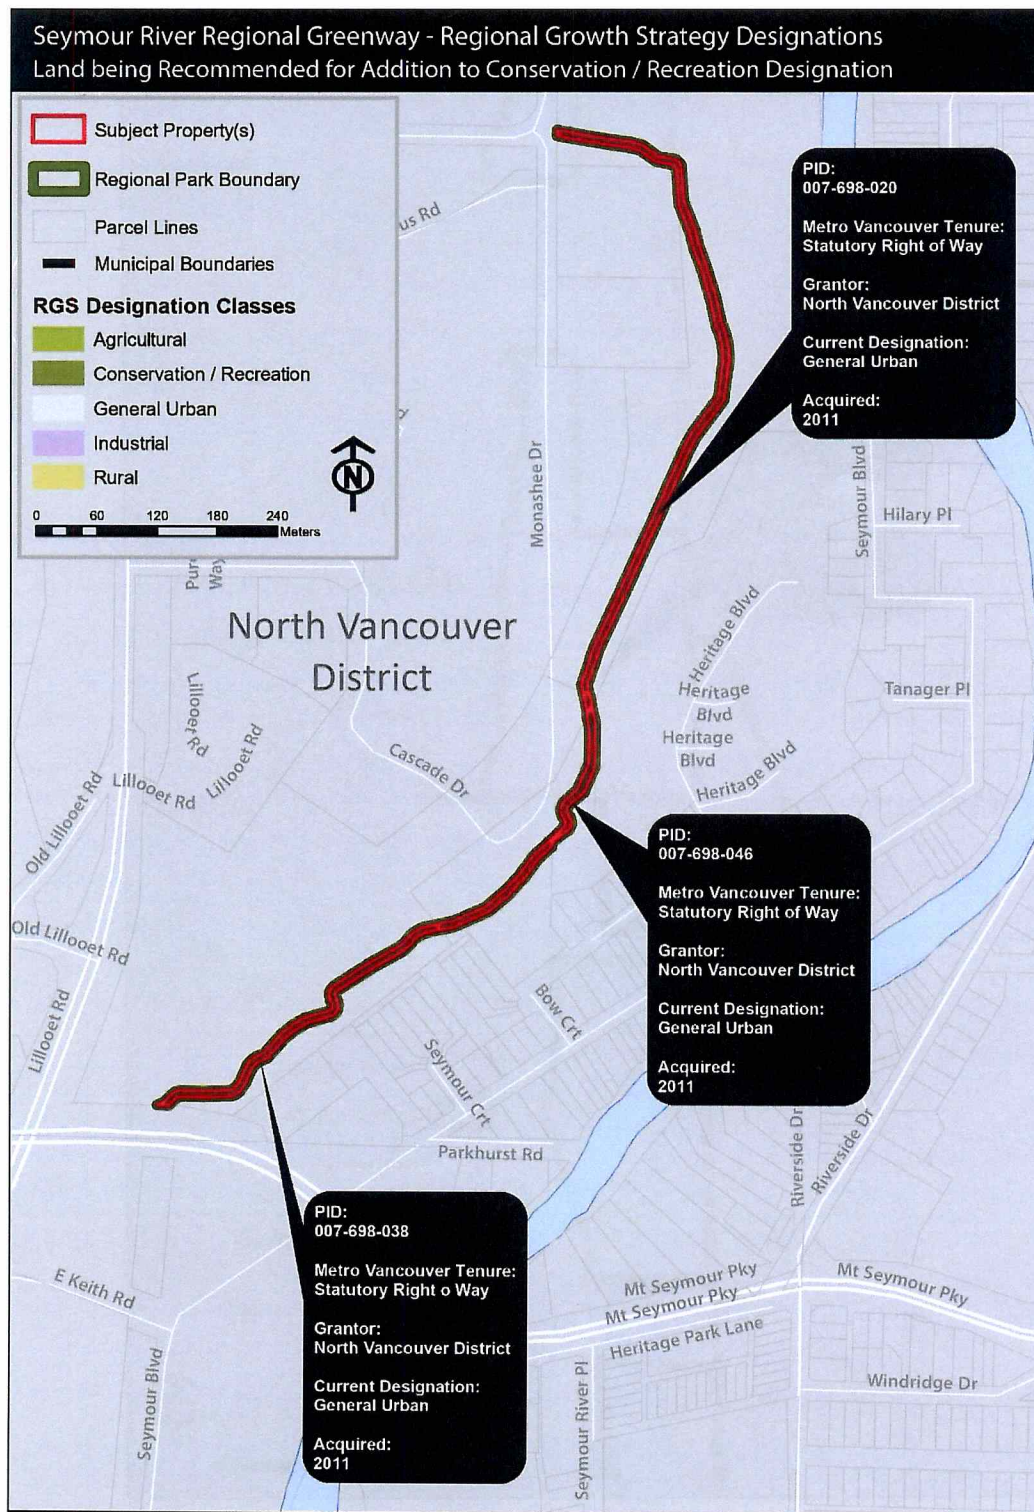 Seymour River Regional Greenway - Regional Growth Strategy Designations
Land being Recommended for Addition to Conservation / Recreation Designation
Subject Property(s)
Regional Park Boundary
Parcel Lines
Municipal Boundaries
RGS Designation Classes
Agricultural
Conservation / Recreation
General Urban
Industrial
Rural
N
0 60 120 180 240
Meters
us Rd
PID:
007-698-020
Metro Vancouver Tenure:
Statutory Right of Way
Grantor:
North Vancouver District
Current Designation:
General Urban
Acquired:
2011
Monashee Dr
Seymour Blvd
Hilary Pl
Way
North Vancouver
District
Heritage Blvd
Heritage
Blvd
Heritage
Blvd
Heritage Blvd
Tanager Pl
Lillooet Rd
Lillooet Rd
Lillooet Rd
Cascade Dr
Old Lillooet Rd
Old Lillooet Rd
Lillooet Rd
PID:
007-698-046
Metro Vancouver Tenure:
Statutory Right of Way
Grantor:
North Vancouver District
Current Designation:
General Urban
Acquired:
2011
Bow Crt
Seymour Crt
Parkhurst Rd
Riverside Dr
Riverside Dr
PID:
007-698-038
Metro Vancouver Tenure:
Statutory Right o Way
Grantor:
North Vancouver District
Current Designation:
General Urban
Acquired:
2011
E Keith Rd
Seymour Blvd
Mt Seymour Pky
Mt Seymour Pky
Mt Seymour Pky
Heritage Park Lane
Seymour River Pl
Windridge Dr